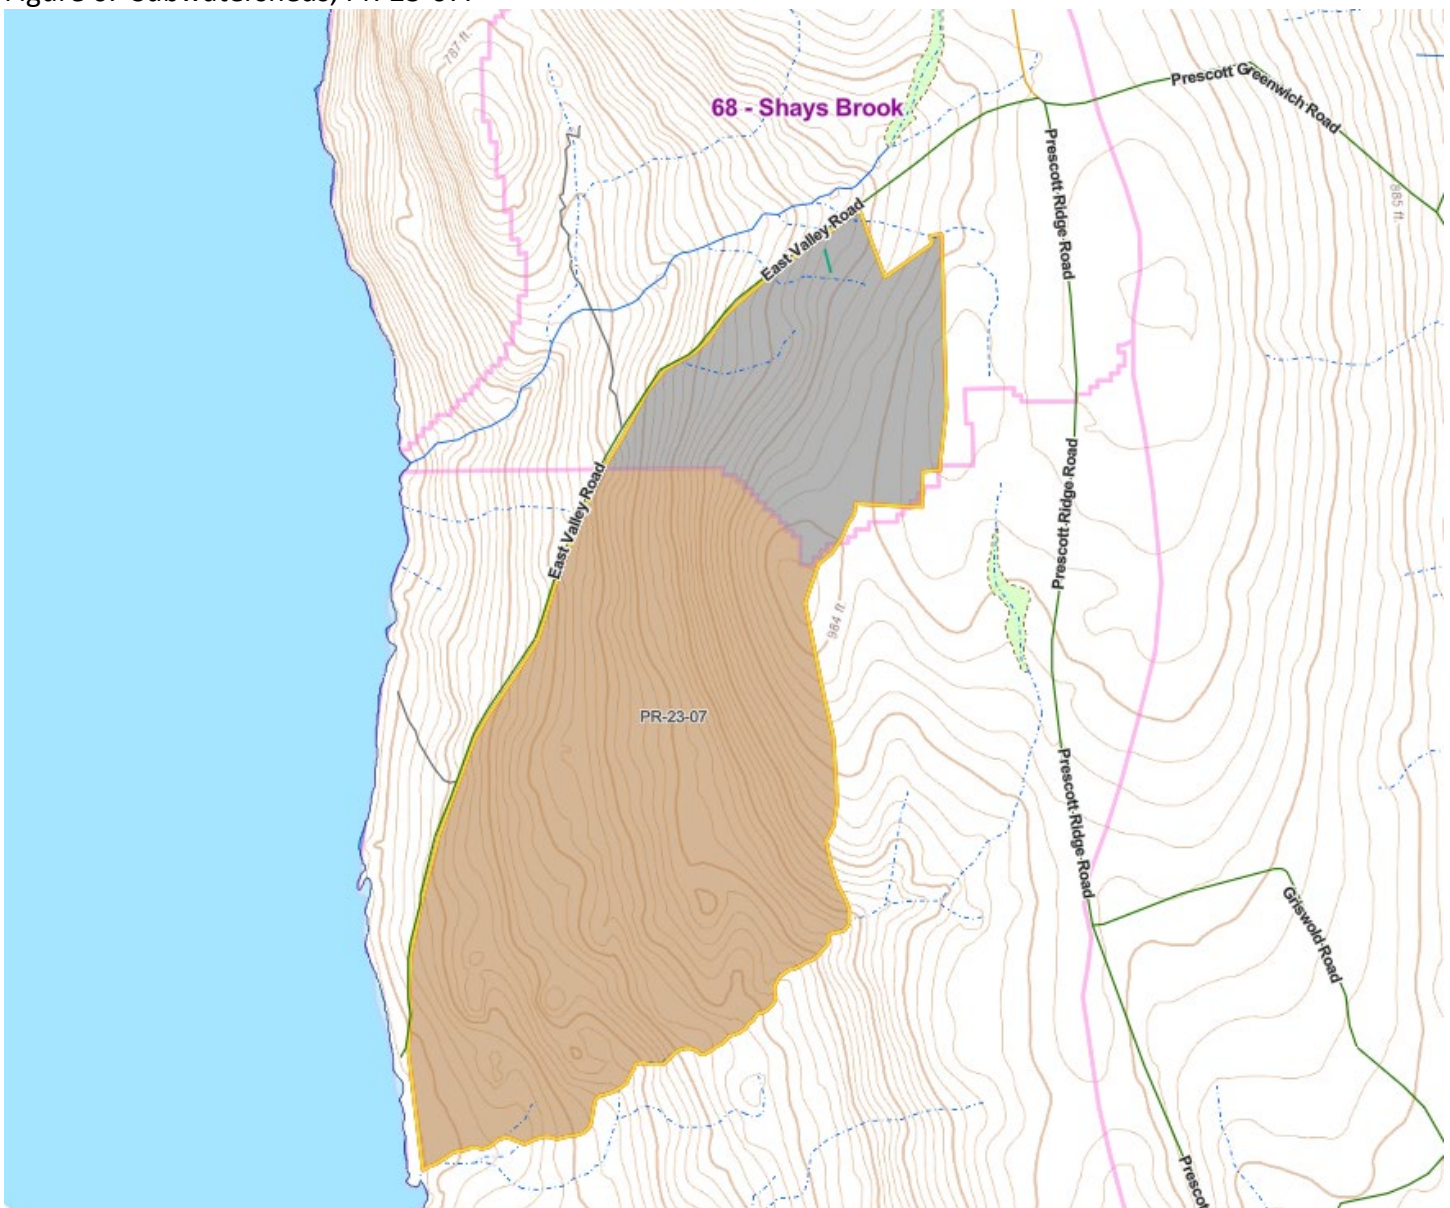 787 ft.
68 - Shays Brook
Prescott Greenwich Road
Prescott Ridge Road
885 ft.
East Valley Road
Prescott Ridge Road
East Valley Road
984 ft.
PR-23-07
Prescott Ridge Road
Griswold Road